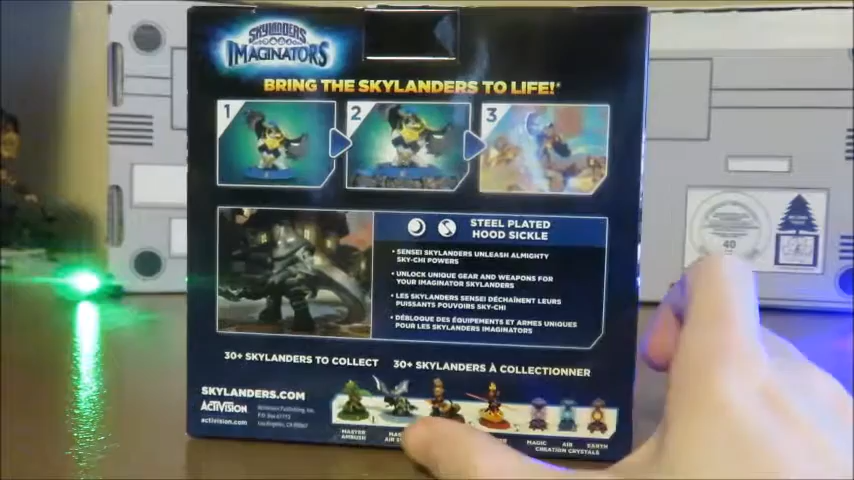 SKYLANDERS
IMAGINATORS
BRING THE SKYLANDERS TO LIFE!*
1
2
3
STEEL PLATED
HOOD SICKLE
• SENSEI SKYLANDERS UNLEASH ALMIGHTY
SKY-CHI POWERS
• UNLOCK UNIQUE GEAR AND WEAPONS FOR
YOUR IMAGINATOR SKYLANDERS
• LES SKYLANDERS SENSEI DÉCHAÎNENT LEURS
PUISSANTS POUVOIRS SKY-CHI
• DÉBLOQUE DES ÉQUIPEMENTS ET ARMES UNIQUES
POUR LES SKYLANDERS IMAGINATORS
30+ SKYLANDERS TO COLLECT
30+ SKYLANDERS À COLLECTIONNER
SKYLANDERS.COM
ACTIVISION
activision.com
MASTER
AMBUSH
MAGIC
AIR
EARTH
CREATION CRYSTALS
40